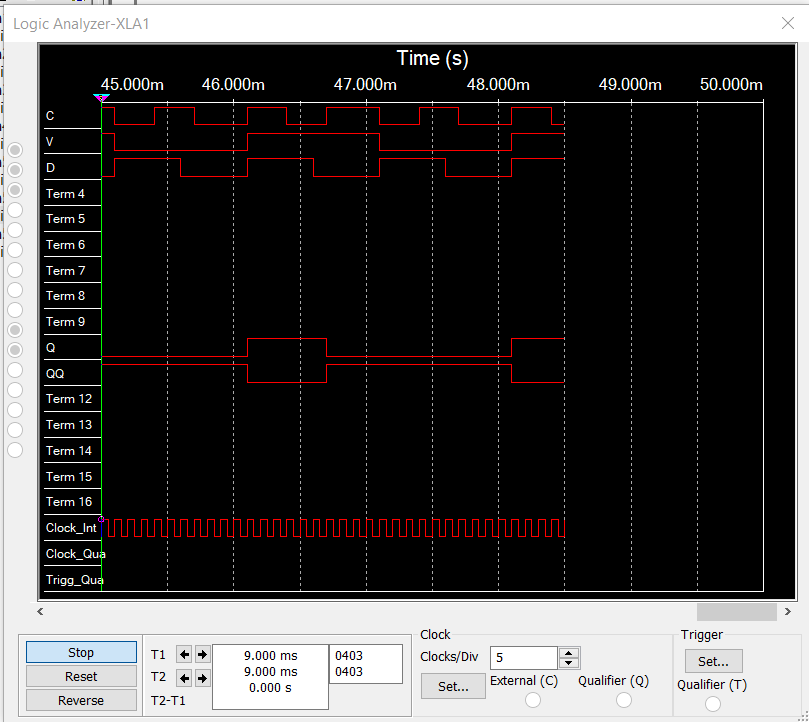 Logic Analyzer-XLA1
Time (s)
45.000m 46.000m 47.000m 48.000m 49.000m 50.000m
C
V
D
Term 4
Term 5
Term 6
Term 7
Term 8
Term 9
Q
QQ
Term 12
Term 13
Term 14
Term 15
Term 16
Clock_Int
Clock_Qua
Trigg_Qua
Stop
Reset
Reverse
T1 9.000 ms 0403
T2 9.000 ms 0403
T2-T1 0.000 s
Clock
Clocks/Div 5
Set... External (C) Qualifier (Q)
Trigger
Set...
Qualifier (T)